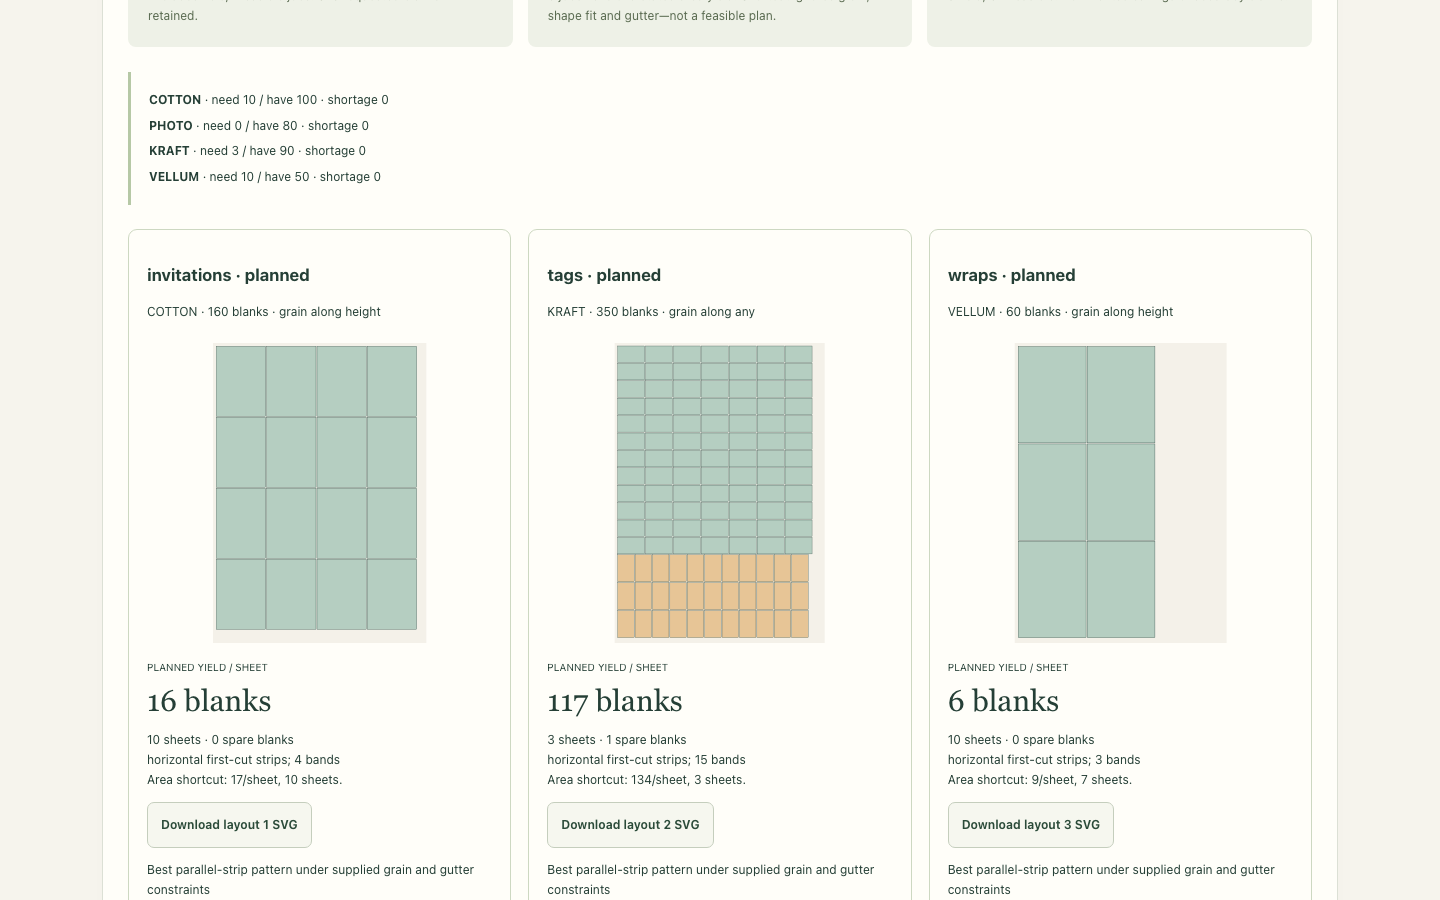 retained.
shape fit and gutter—not a feasible plan.
COTTON · need 10 / have 100 · shortage 0
PHOTO · need 0 / have 80 · shortage 0
KRAFT · need 3 / have 90 · shortage 0
VELLUM · need 10 / have 50 · shortage 0
invitations · planned
COTTON · 160 blanks · grain along height
PLANNED YIELD / SHEET
16 blanks
10 sheets · 0 spare blanks
horizontal first-cut strips; 4 bands
Area shortcut: 17/sheet, 10 sheets.
Download layout 1 SVG
Best parallel-strip pattern under supplied grain and gutter
constraints
tags · planned
KRAFT · 350 blanks · grain along any
PLANNED YIELD / SHEET
117 blanks
3 sheets · 1 spare blanks
horizontal first-cut strips; 15 bands
Area shortcut: 134/sheet, 3 sheets.
Download layout 2 SVG
Best parallel-strip pattern under supplied grain and gutter
constraints
wraps · planned
VELLUM · 60 blanks · grain along height
PLANNED YIELD / SHEET
6 blanks
10 sheets · 0 spare blanks
horizontal first-cut strips; 3 bands
Area shortcut: 9/sheet, 7 sheets.
Download layout 3 SVG
Best parallel-strip pattern under supplied grain and gutter
constraints